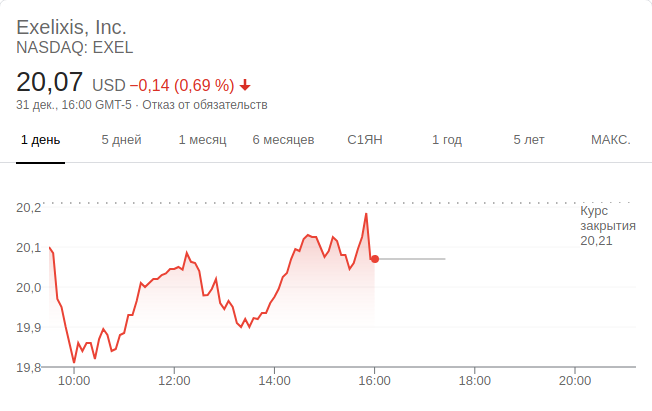 Exelixis, Inc.
NASDAQ: EXEL
20,07 USD −0,14 (0,69 %)
31 дек., 16:00 GMT-5 · Отказ от обязательств
1 день 5 дней 1 месяц 6 месяцев С1ЯН 1 год 5 лет МАКС.
20,2
Курс
закрытия
20,21
20,1
20,0
19,9
19,8
10:00 12:00 14:00 16:00 18:00 20:00